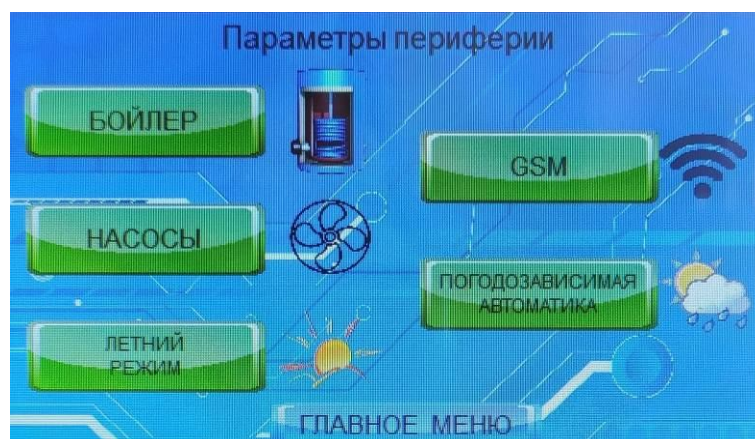 Параметры периферии
БОЙЛЕР
НАСОСЫ
ЛЕТНИЙ
РЕЖИМ
GSM
ПОГОДОЗАВИСИМАЯ
АВТОМАТИКА
ГЛАВНОЕ МЕНЮ